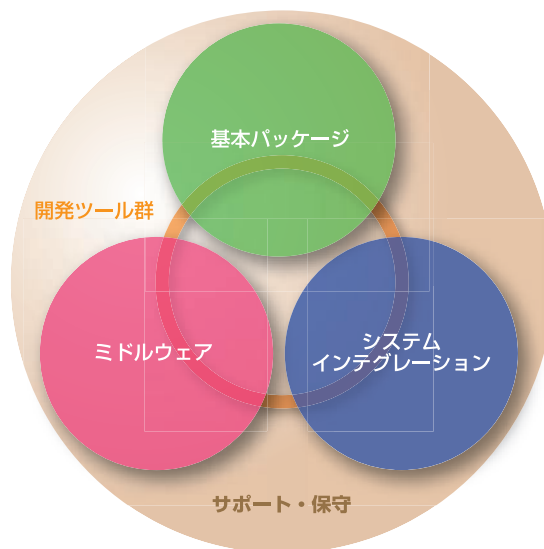 基本パッケージ
開発ツール群
ミドルウェア
システム
インテグレーション
サポート・保守